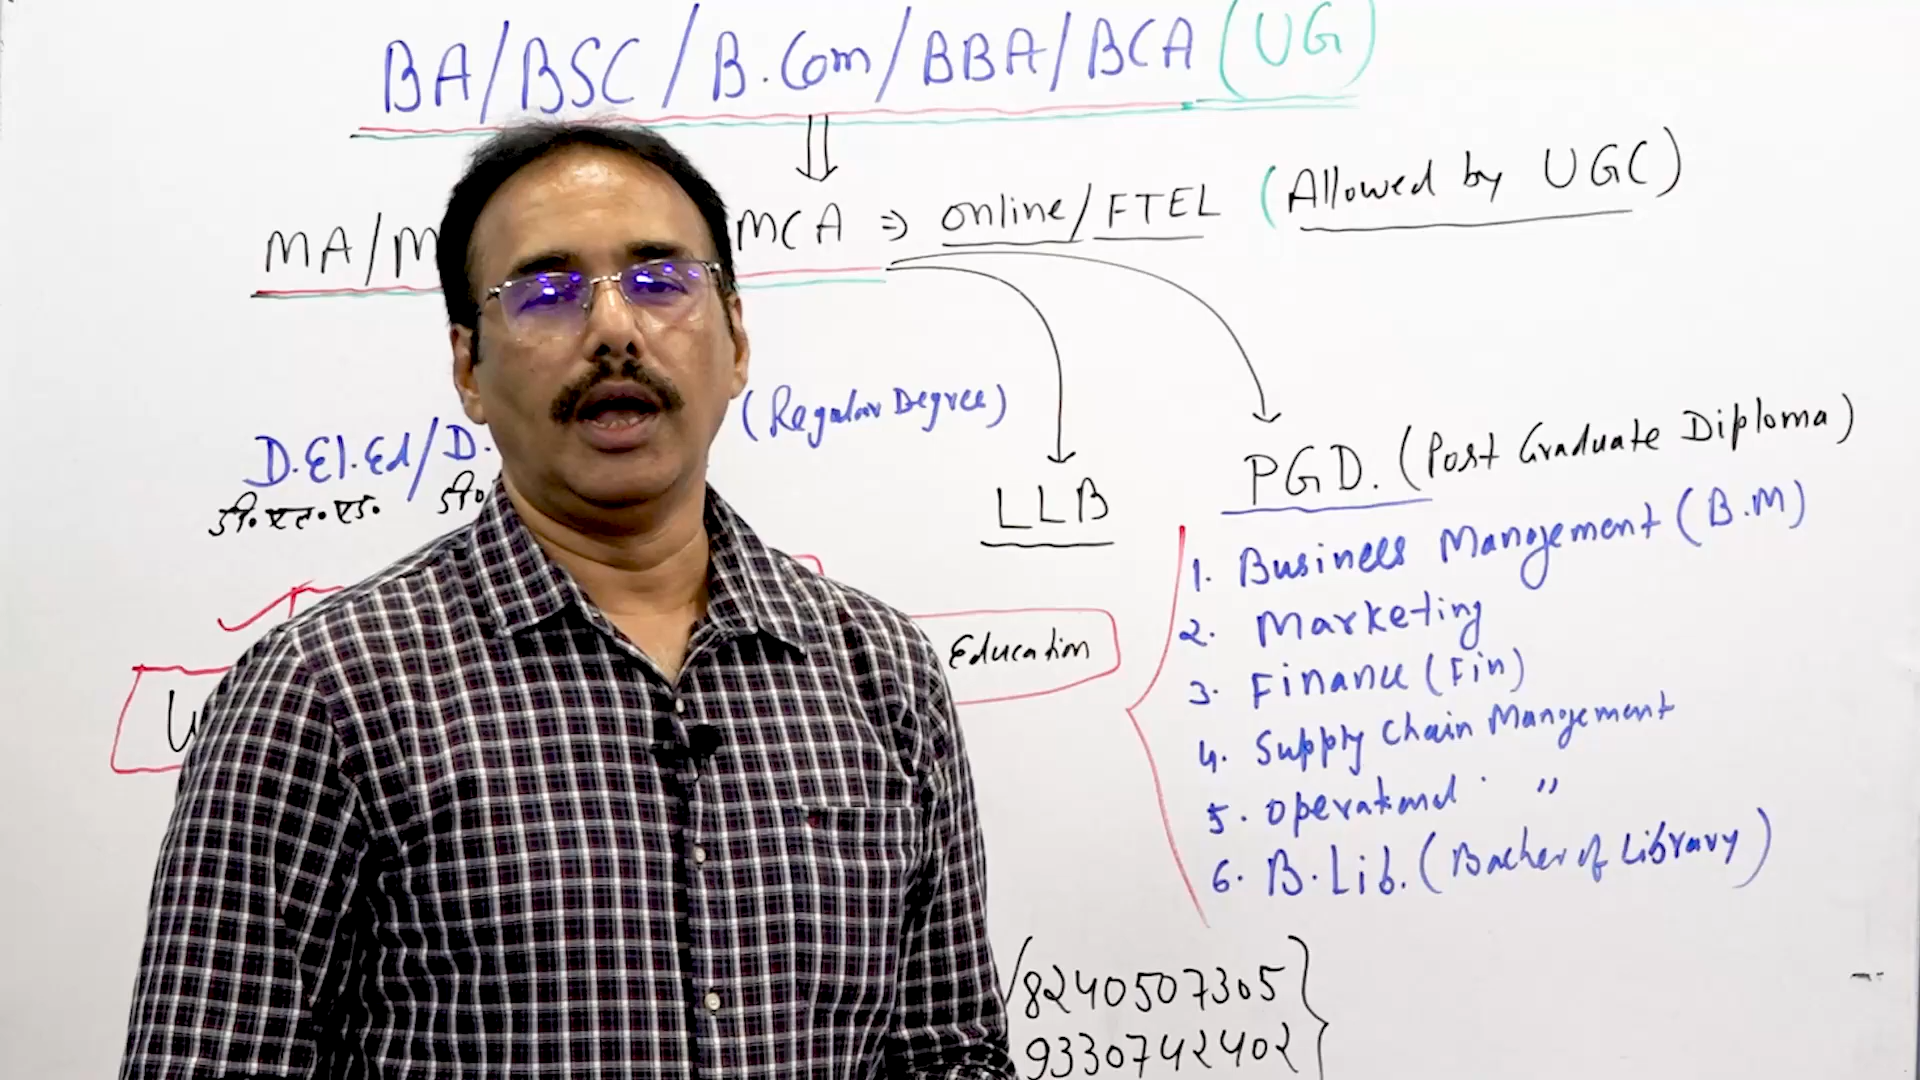 BA/BSC/B.Com/BBA/BCA (UG)
MA/M MCA ⇒ online/FTEL (Allowed by UGC)
D.El.Ed/D. (Regular Degree)
डी.एल.एड. डी०
LLB
PGD. (Post Graduate Diploma)
1. Business Management (B.M)
2. Marketing
3. Finance (Fin)
4. Supply Chain Management
5. Operational "
6. B.Lib. (Bacher of Library)
Education
8240507305
9330742402